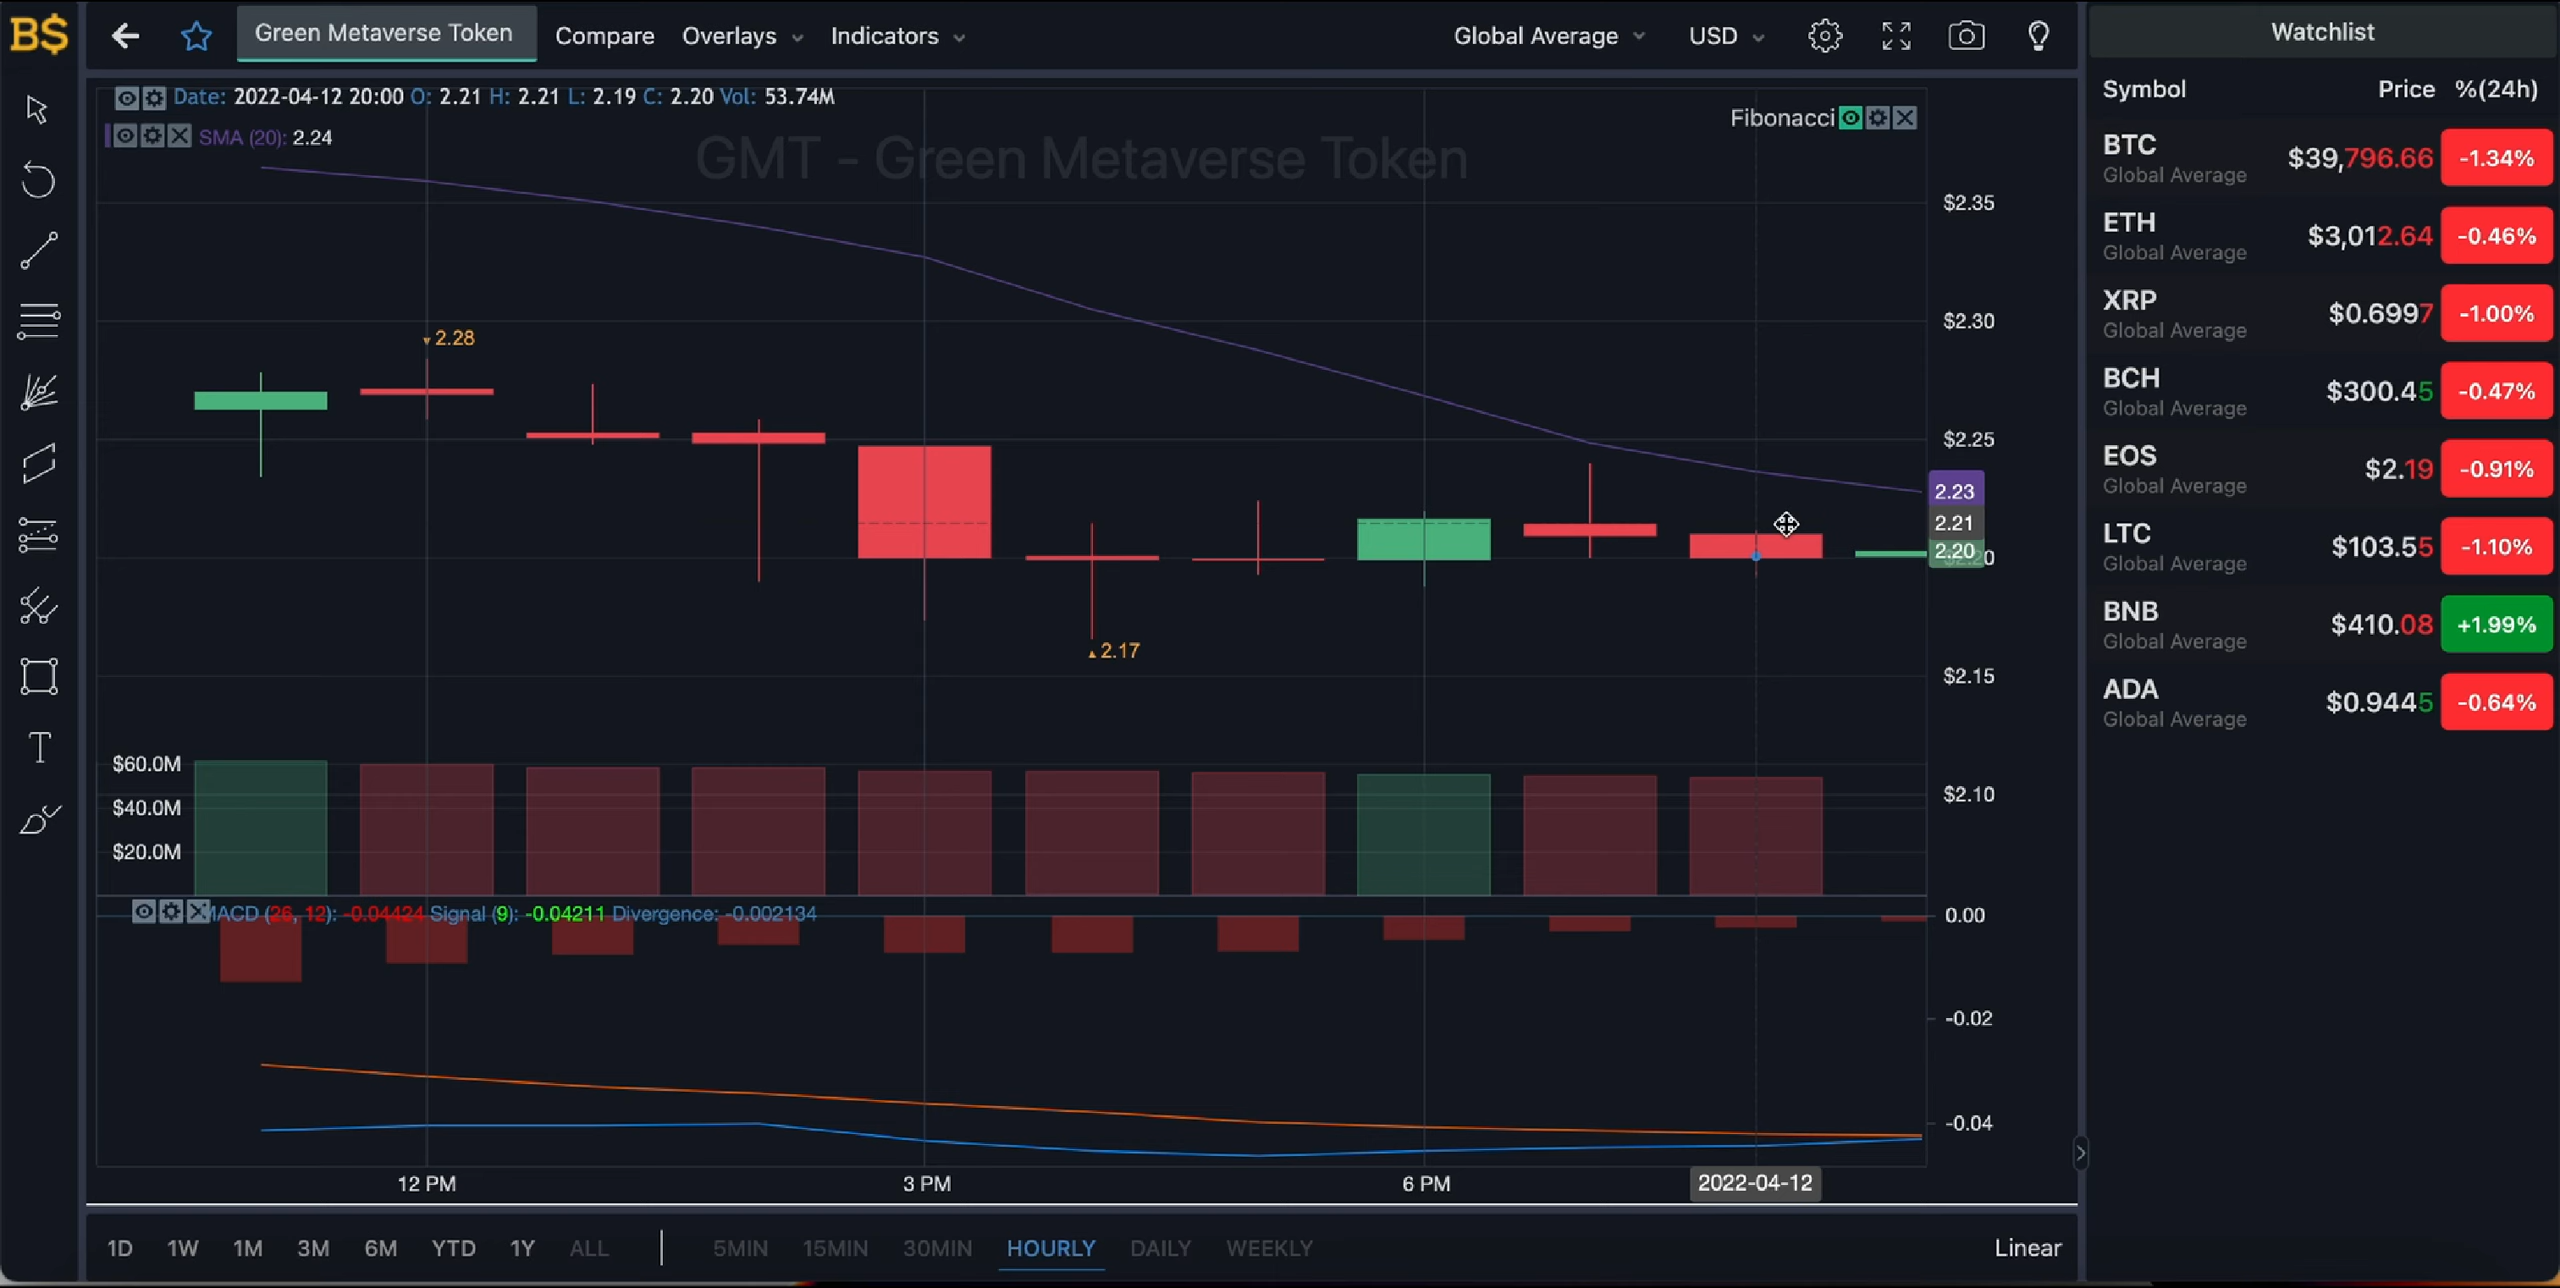 B$
Green Metaverse Token
Compare
Overlays
Indicators
Global Average
USD
Watchlist
Symbol Price %(24h)
Date: 2022-04-12 20:00 O: 2.21 H: 2.21 L: 2.19 C: 2.20 Vol: 53.74M
SMA (20): 2.24
Fibonacci
GMT - Green Metaverse Token
BTC $39,796.66 -1.34%
Global Average
ETH $3,012.64 -0.46%
Global Average
XRP $0.6997 -1.00%
Global Average
BCH $300.45 -0.47%
Global Average
EOS $2.19 -0.91%
Global Average
LTC $103.55 -1.10%
Global Average
BNB $410.08 +1.99%
Global Average
ADA $0.9445 -0.64%
Global Average
$2.35
$2.30
2.28
$2.25
2.23
2.21
2.20
2.17
$2.15
$60.0M
$40.0M
$2.10
$20.0M
MACD (26, 12): -0.04424 Signal (9): -0.04211 Divergence: -0.002134
0.00
-0.02
-0.04
12 PM
3 PM
6 PM
2022-04-12
1D 1W 1M 3M 6M YTD 1Y ALL
5MIN 15MIN 30MIN HOURLY DAILY WEEKLY
Linear